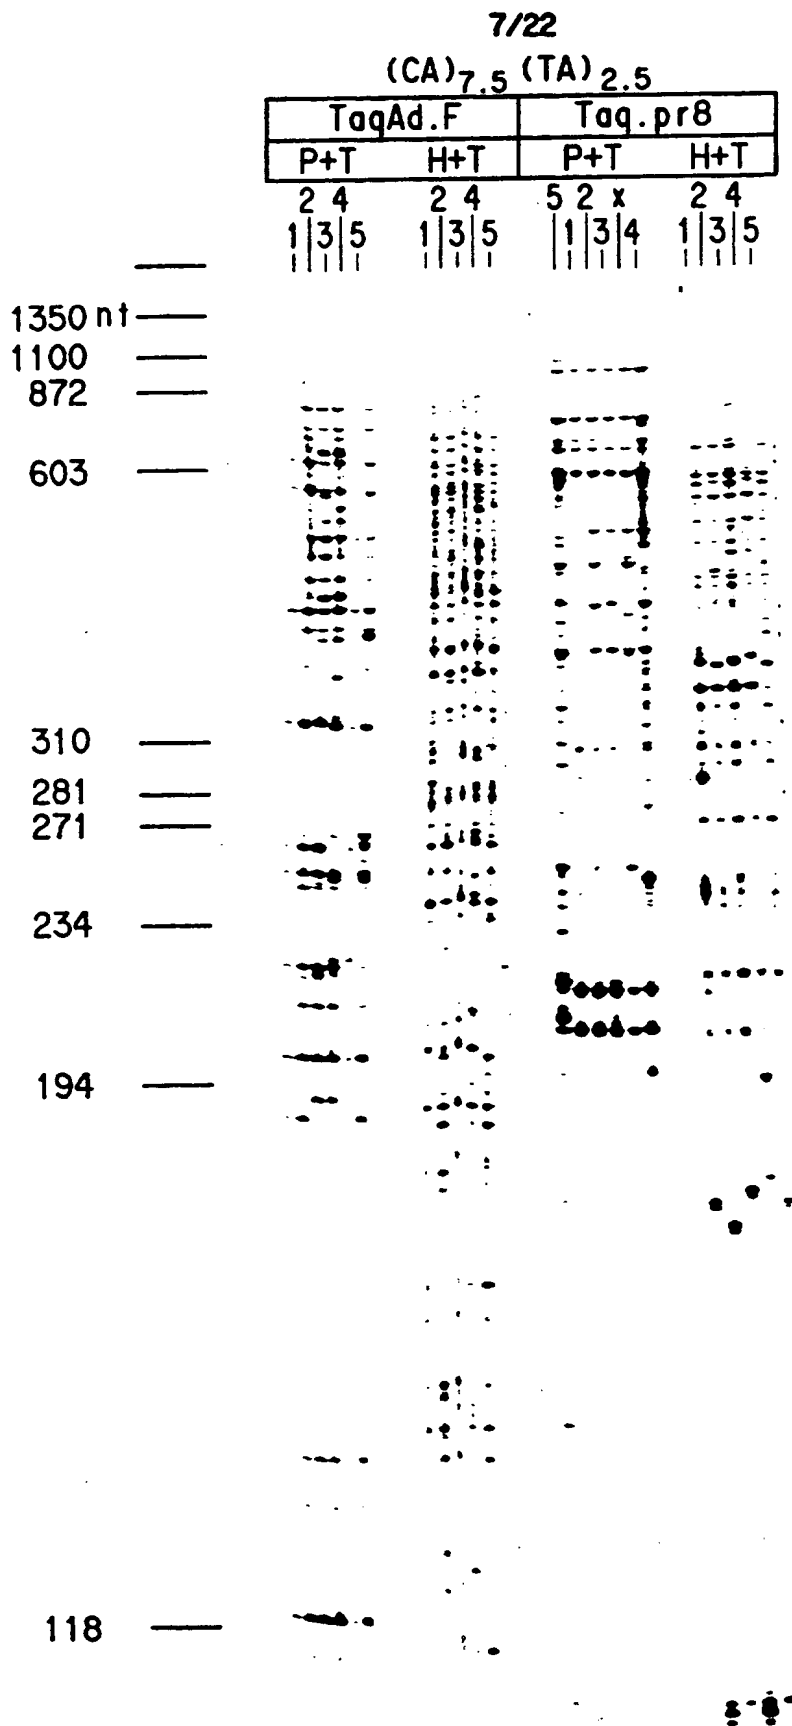 7/22
(CA)7.5 (TA)2.5
TaqAd.F Taq.pr8
P+T H+T P+T H+T
2 4 2 4 5 2 x 2 4
1 3 5 1 3 5 1 3 4 1 3 5
1350 nt
1100
872
603
310
281
271
234
194
118